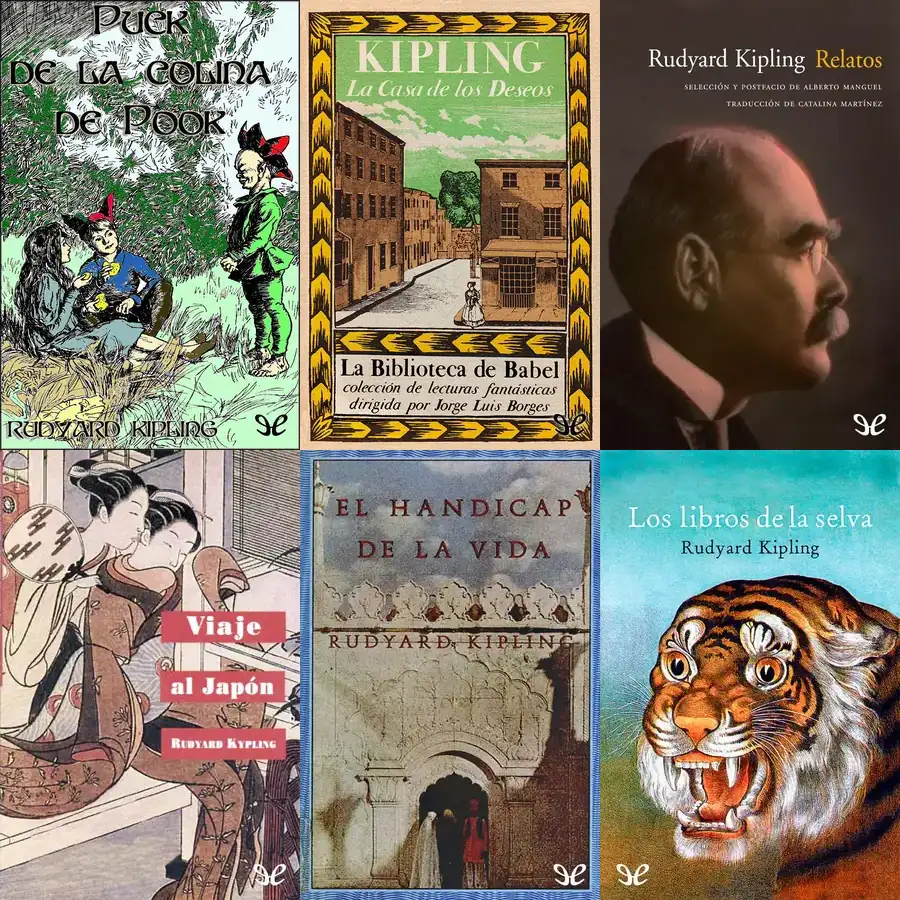 PUCK
DE LA COLINA
DE POOK
RUDYARD KIPLING
KIPLING
La Casa de los Deseos
La Biblioteca de Babel
colección de lecturas fantásticas
dirigida por Jorge Luis Borges
Rudyard Kipling Relatos
SELECCIÓN Y POSTFACIO DE ALBERTO MANGUEL
TRADUCCIÓN DE CATALINA MARTÍNEZ
Viaje
al Japón
RUDYARD KYPLING
EL HANDICAP
DE LA VIDA
RUDYARD KIPLING
Los libros de la selva
Rudyard Kipling